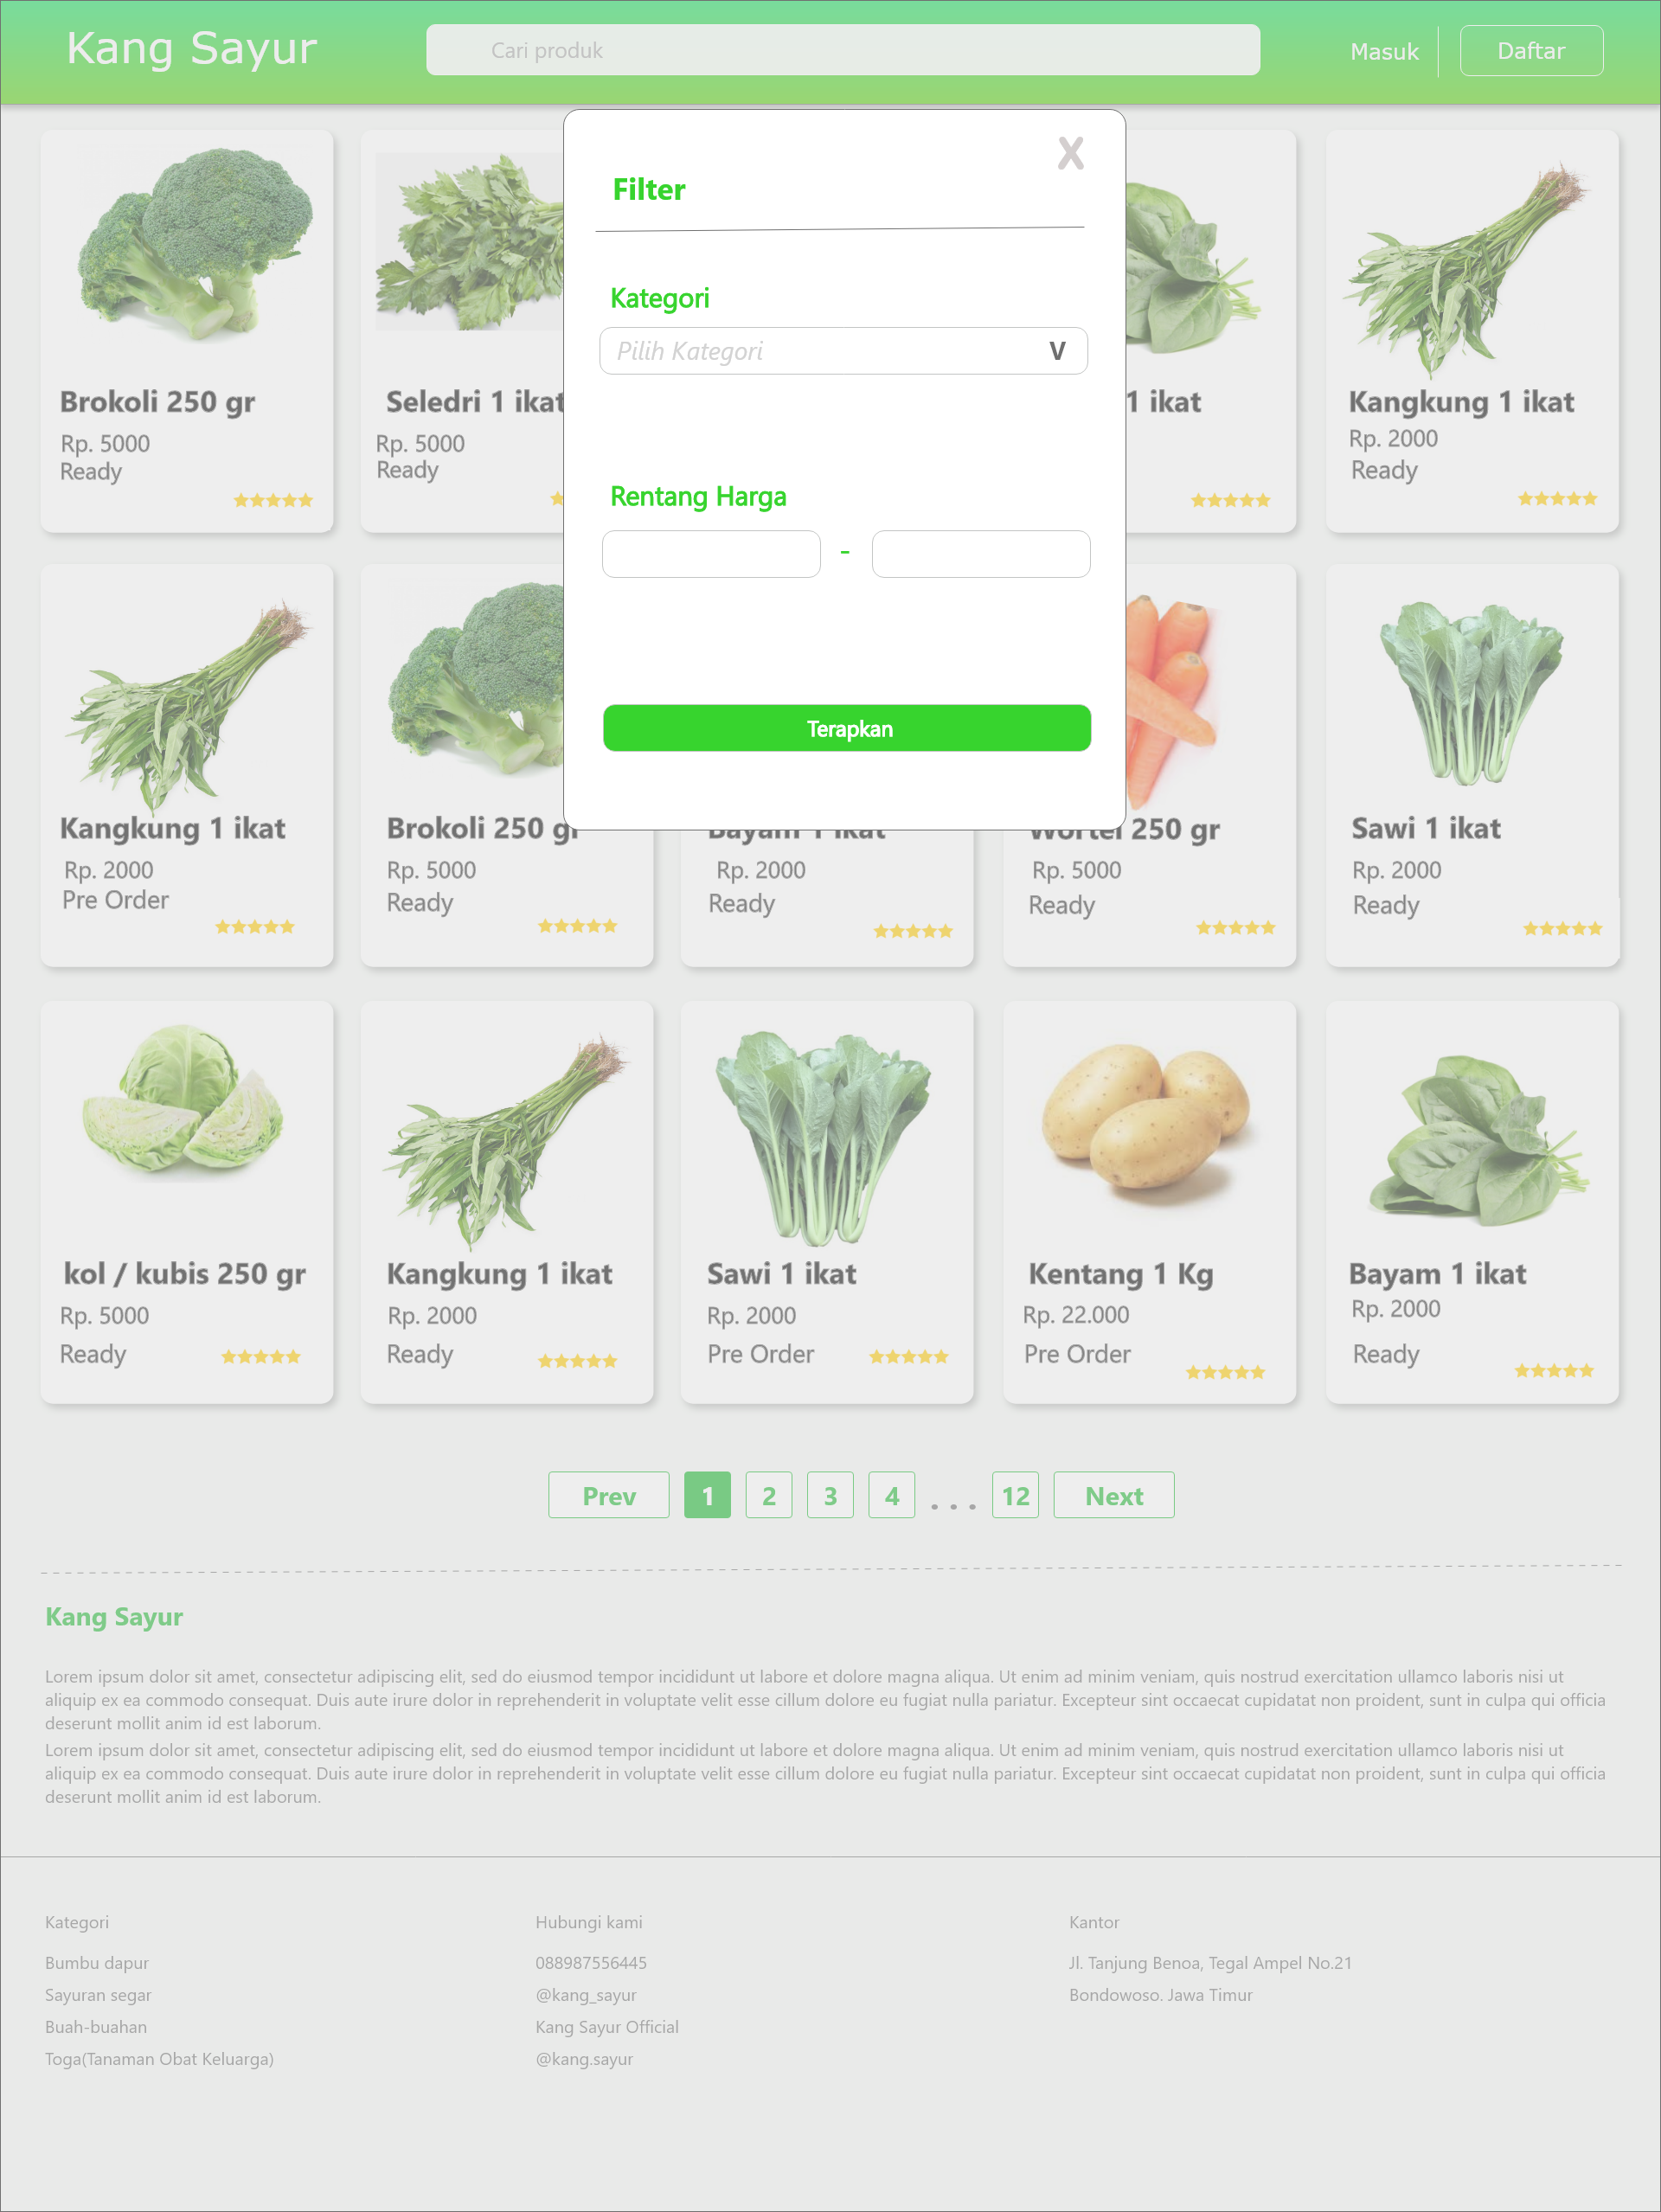 Kang Sayur
Cari produk
Masuk
Daftar
X
Filter
Kategori
Pilih Kategori
V
Rentang Harga
-
Terapkan
Brokoli 250 gr
Rp. 5000
Ready
Seledri 1 ikat
Rp. 5000
Ready
1 ikat
Kangkung 1 ikat
Rp. 2000
Ready
Kangkung 1 ikat
Rp. 2000
Pre Order
Brokoli 250 gr
Rp. 5000
Ready
Bayam 1 ikat
Rp. 2000
Ready
Wortel 250 gr
Rp. 5000
Ready
Sawi 1 ikat
Rp. 2000
Ready
kol / kubis 250 gr
Rp. 5000
Ready
Kangkung 1 ikat
Rp. 2000
Ready
Sawi 1 ikat
Rp. 2000
Pre Order
Kentang 1 Kg
Rp. 22.000
Pre Order
Bayam 1 ikat
Rp. 2000
Ready
Prev 1 2 3 4 . . . 12 Next
Kang Sayur
Lorem ipsum dolor sit amet, consectetur adipiscing elit, sed do eiusmod tempor incididunt ut labore et dolore magna aliqua. Ut enim ad minim veniam, quis nostrud exercitation ullamco laboris nisi ut
aliquip ex ea commodo consequat. Duis aute irure dolor in reprehenderit in voluptate velit esse cillum dolore eu fugiat nulla pariatur. Excepteur sint occaecat cupidatat non proident, sunt in culpa qui officia
deserunt mollit anim id est laborum.
Lorem ipsum dolor sit amet, consectetur adipiscing elit, sed do eiusmod tempor incididunt ut labore et dolore magna aliqua. Ut enim ad minim veniam, quis nostrud exercitation ullamco laboris nisi ut
aliquip ex ea commodo consequat. Duis aute irure dolor in reprehenderit in voluptate velit esse cillum dolore eu fugiat nulla pariatur. Excepteur sint occaecat cupidatat non proident, sunt in culpa qui officia
deserunt mollit anim id est laborum.
Kategori
Bumbu dapur
Sayuran segar
Buah-buahan
Toga(Tanaman Obat Keluarga)
Hubungi kami
088987556445
@kang_sayur
Kang Sayur Official
@kang.sayur
Kantor
Jl. Tanjung Benoa, Tegal Ampel No.21
Bondowoso. Jawa Timur